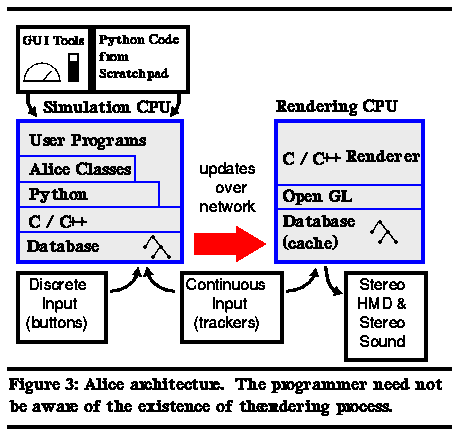 GUI Tools
Python Code
from
Scratchpad
Simulation CPU
Rendering CPU
User Programs
Alice Classes
Python
C / C++
Database
updates
over
network
C / C++ Renderer
Open GL
Database
(cache)
Discrete
Input
(buttons)
Continuous
Input
(trackers)
Stereo
HMD &
Stereo
Sound
Figure 3: Alice architecture. The programmer need not
be aware of the existence of therendering process.